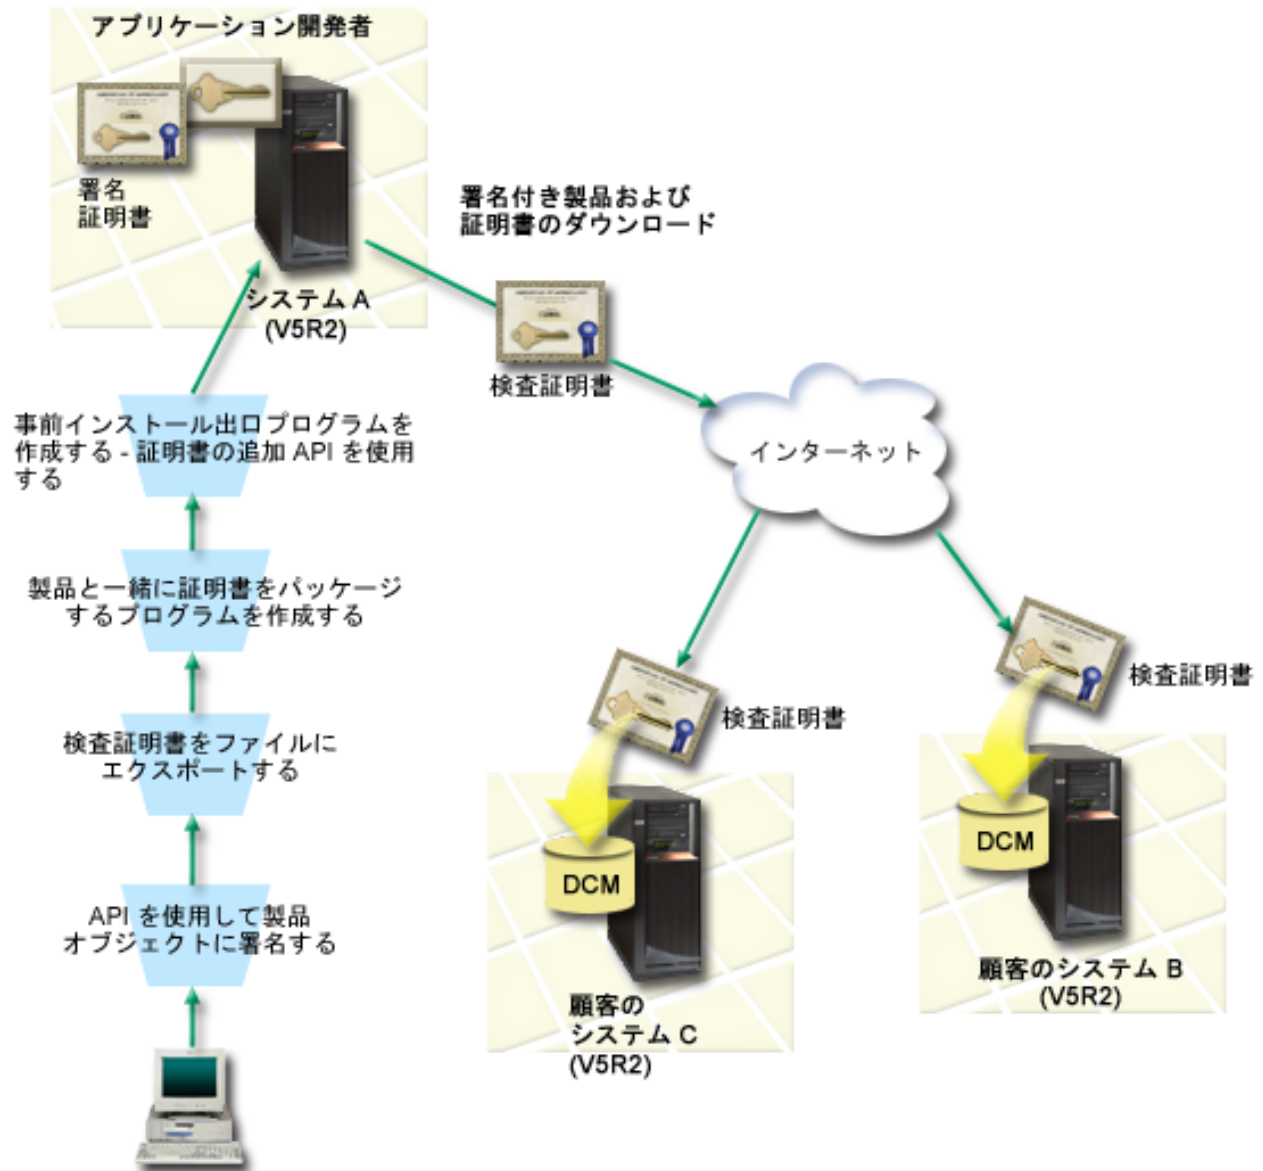 アプリケーション開発者
署名
証明書
システム A
(V5R2)
署名付き製品および
証明書のダウンロード
検査証明書
インターネット
事前インストール出口プログラムを
作成する - 証明書の追加 API を使用
する
製品と一緒に証明書をパッケージ
するプログラムを作成する
検査証明書をファイルに
エクスポートする
API を使用して製品
オブジェクトに署名する
検査証明書
DCM
顧客の
システム C
(V5R2)
検査証明書
DCM
顧客のシステム B
(V5R2)